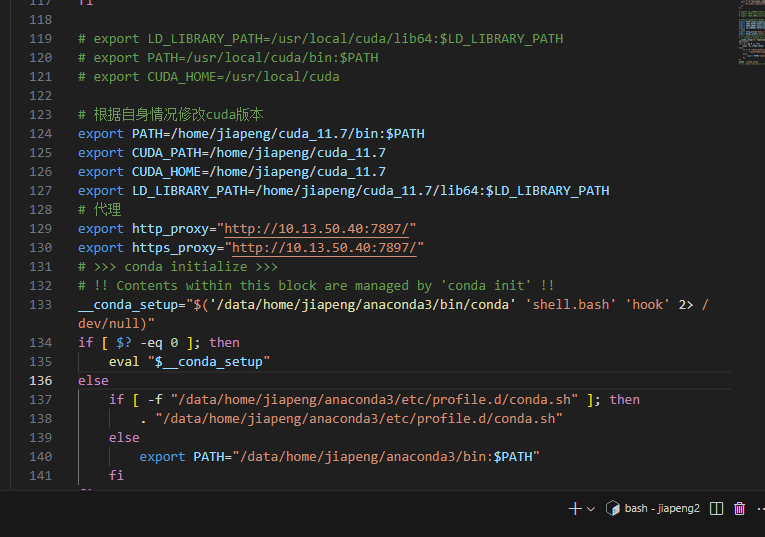 117 fi
118
119 # export LD_LIBRARY_PATH=/usr/local/cuda/lib64:$LD_LIBRARY_PATH
120 # export PATH=/usr/local/cuda/bin:$PATH
121 # export CUDA_HOME=/usr/local/cuda
122
123 # 根据自身情况修改cuda版本
124 export PATH=/home/jiapeng/cuda_11.7/bin:$PATH
125 export CUDA_PATH=/home/jiapeng/cuda_11.7
126 export CUDA_HOME=/home/jiapeng/cuda_11.7
127 export LD_LIBRARY_PATH=/home/jiapeng/cuda_11.7/lib64:$LD_LIBRARY_PATH
128 # 代理
129 export http_proxy="http://10.13.50.40:7897/"
130 export https_proxy="http://10.13.50.40:7897/"
131 # >>> conda initialize >>>
132 # !! Contents within this block are managed by 'conda init' !!
133 __conda_setup="$('/data/home/jiapeng/anaconda3/bin/conda' 'shell.bash' 'hook' 2> /
dev/null)"
134 if [ $? -eq 0 ]; then
135 eval "$__conda_setup"
136 else
137 if [ -f "/data/home/jiapeng/anaconda3/etc/profile.d/conda.sh" ]; then
138 . "/data/home/jiapeng/anaconda3/etc/profile.d/conda.sh"
139 else
140 export PATH="/data/home/jiapeng/anaconda3/bin:$PATH"
141 fi
bash - jiapeng2